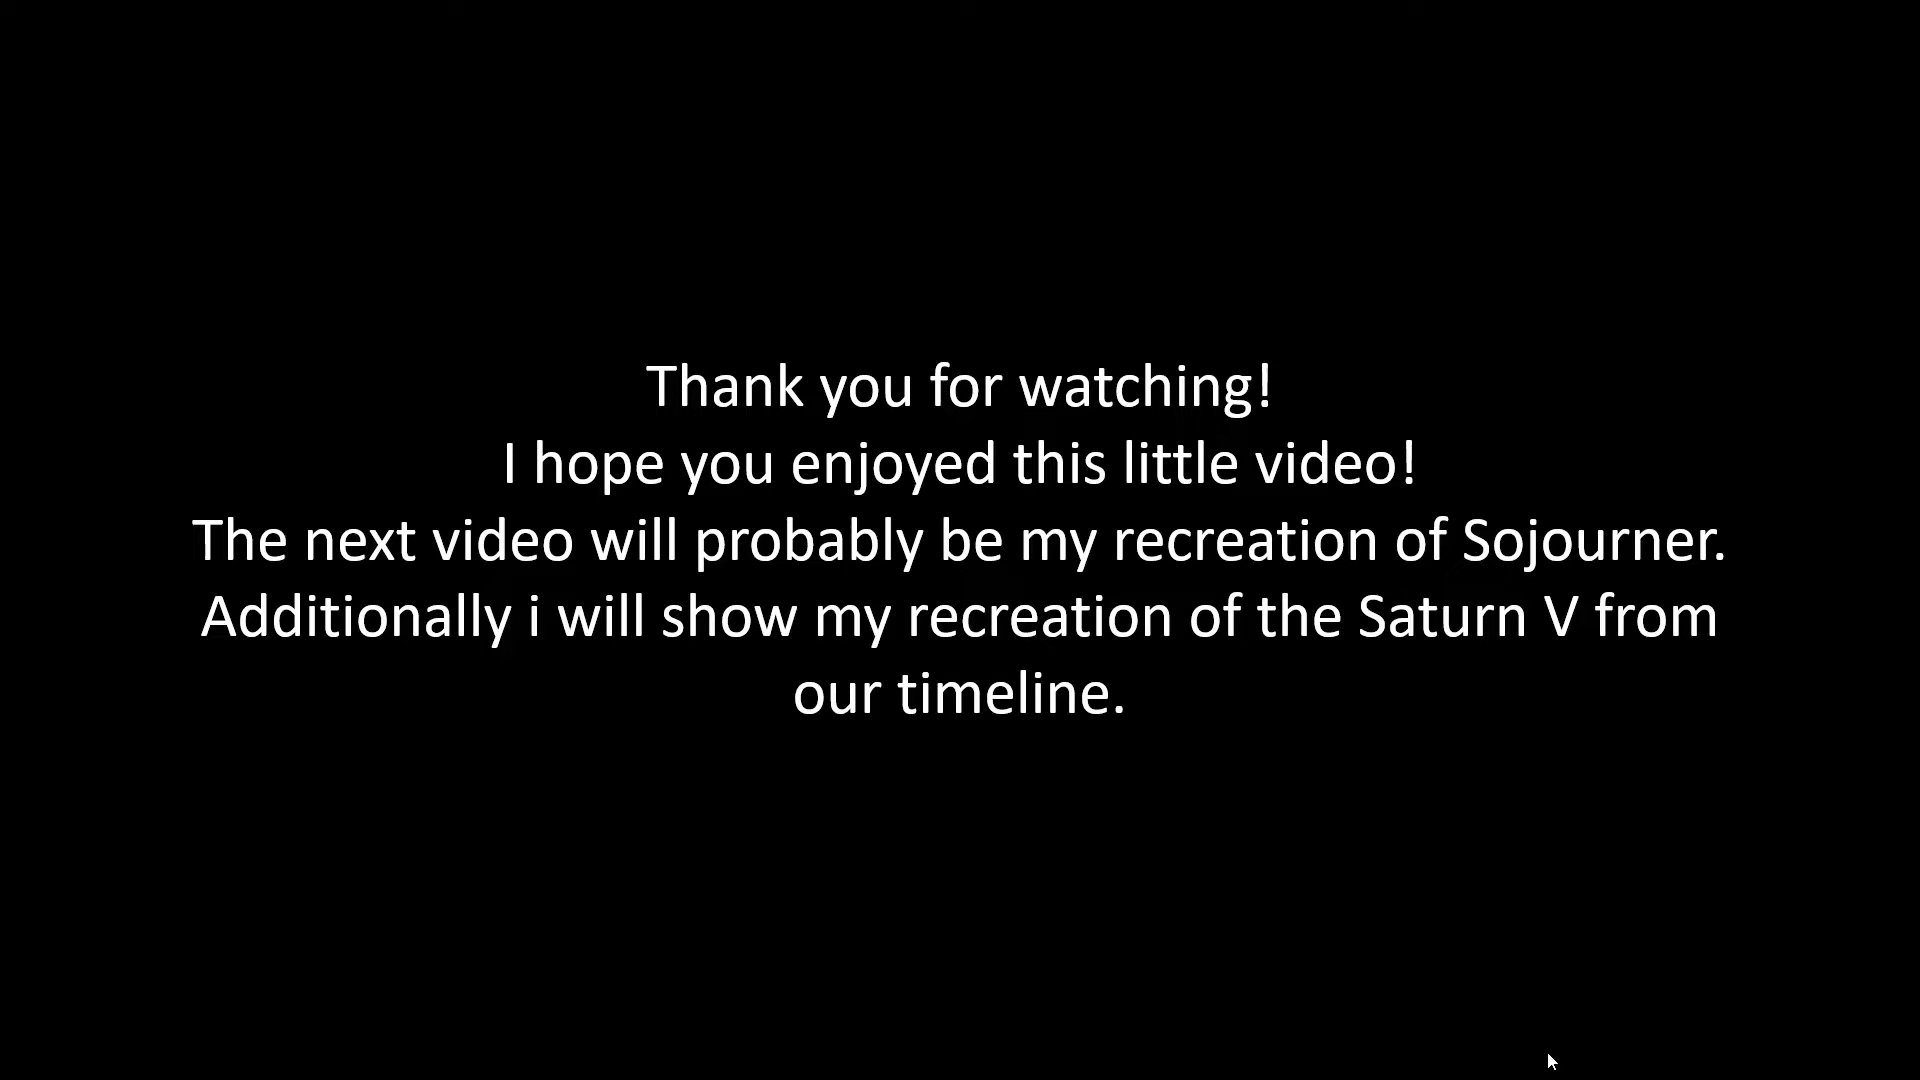 Thank you for watching!
I hope you enjoyed this little video!
The next video will probably be my recreation of Sojourner.
Additionally i will show my recreation of the Saturn V from
our timeline.